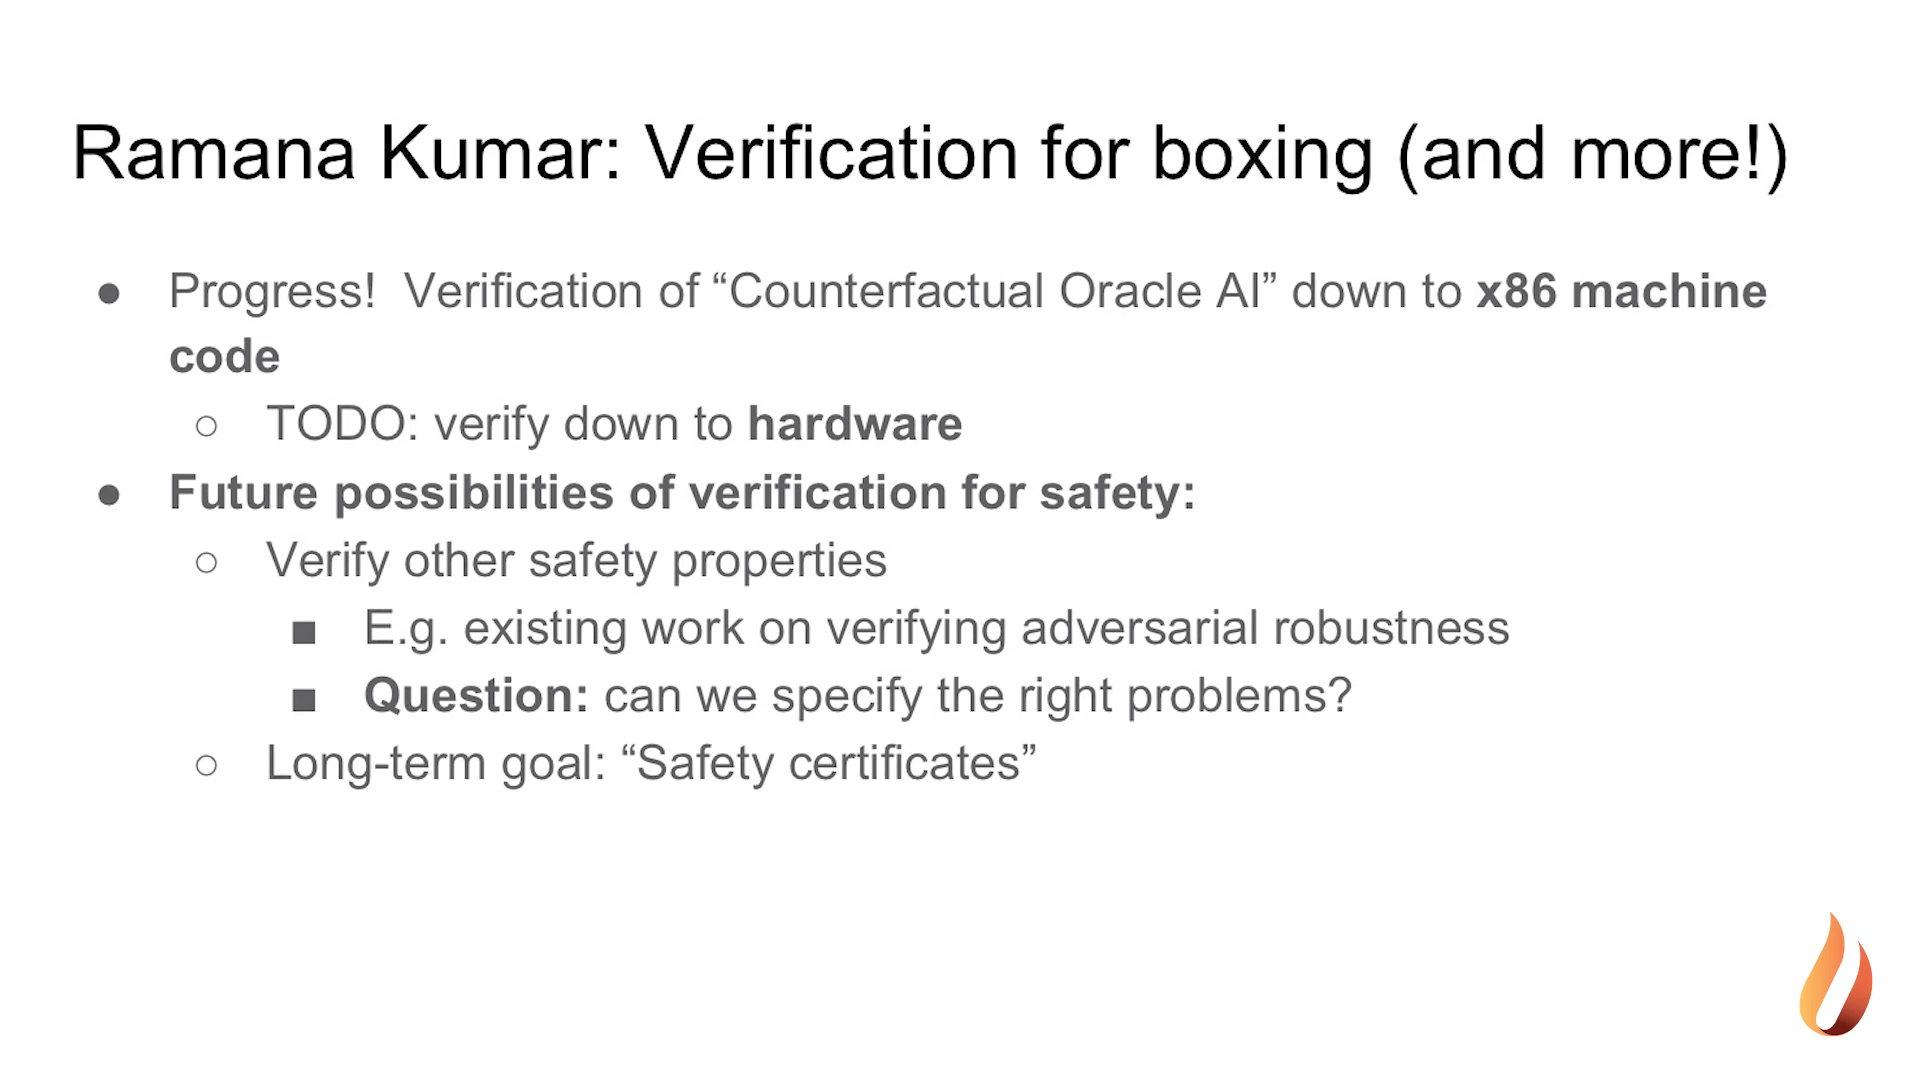 Ramana Kumar: Verification for boxing (and more!)
● Progress!  Verification of “Counterfactual Oracle AI” down to x86 machine
code
○ TODO: verify down to hardware
● Future possibilities of verification for safety:
○ Verify other safety properties
■ E.g. existing work on verifying adversarial robustness
■ Question: can we specify the right problems?
○ Long-term goal: “Safety certificates”